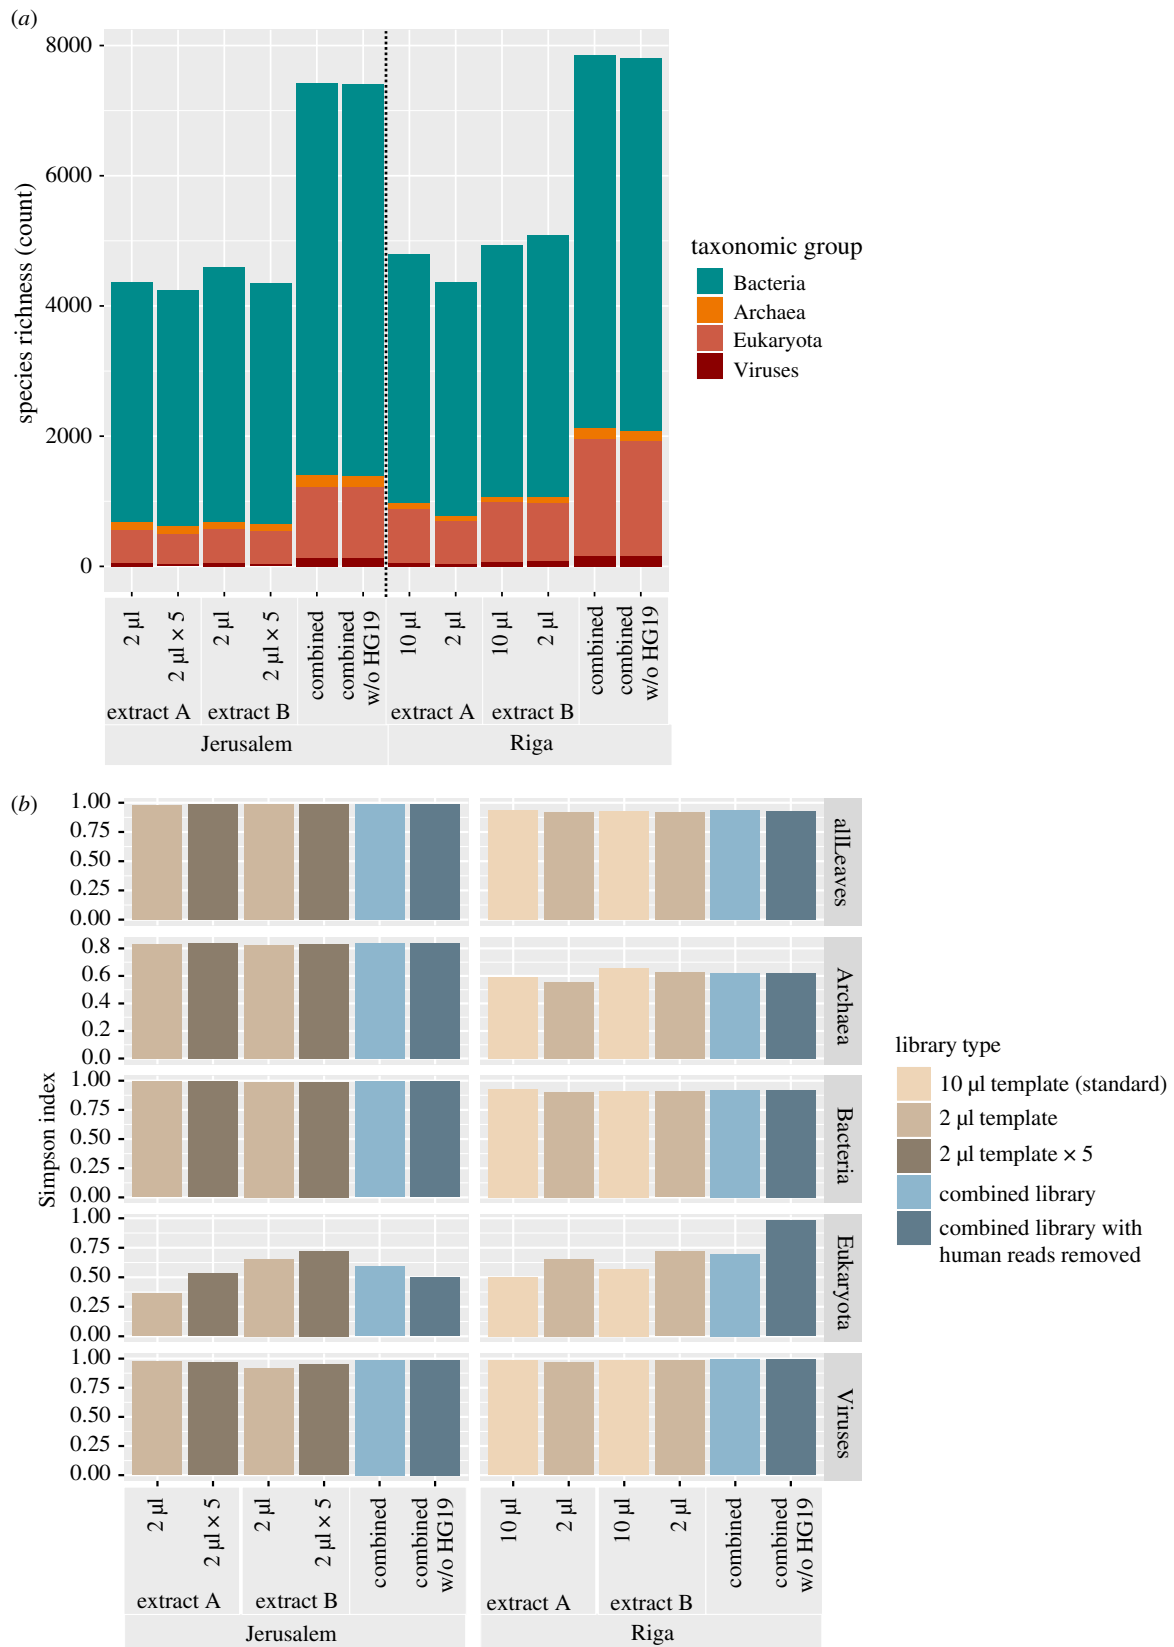 (a)
8000
6000
4000
2000
0
species richness (count)
taxonomic group
Bacteria
Archaea
Eukaryota
Viruses
2 µl
2 µl × 5
2 µl
2 µl × 5
combined
combined
w/o HG19
10 µl
2 µl
10 µl
2 µl
combined
combined
w/o HG19
extract A
extract B
extract A
extract B
Jerusalem
Riga
(b)
1.00
0.75
0.50
0.25
0.00
allLeaves
0.8
0.6
0.4
0.2
0.0
Archaea
1.00
0.75
0.50
0.25
0.00
Bacteria
1.00
0.75
0.50
0.25
0.00
Eukaryota
1.00
0.75
0.50
0.25
0.00
Viruses
Simpson index
library type
10 µl template (standard)
2 µl template
2 µl template × 5
combined library
combined library with
human reads removed
2 µl
2 µl × 5
2 µl
2 µl × 5
combined
combined
w/o HG19
10 µl
2 µl
10 µl
2 µl
combined
combined
w/o HG19
extract A
extract B
extract A
extract B
Jerusalem
Riga